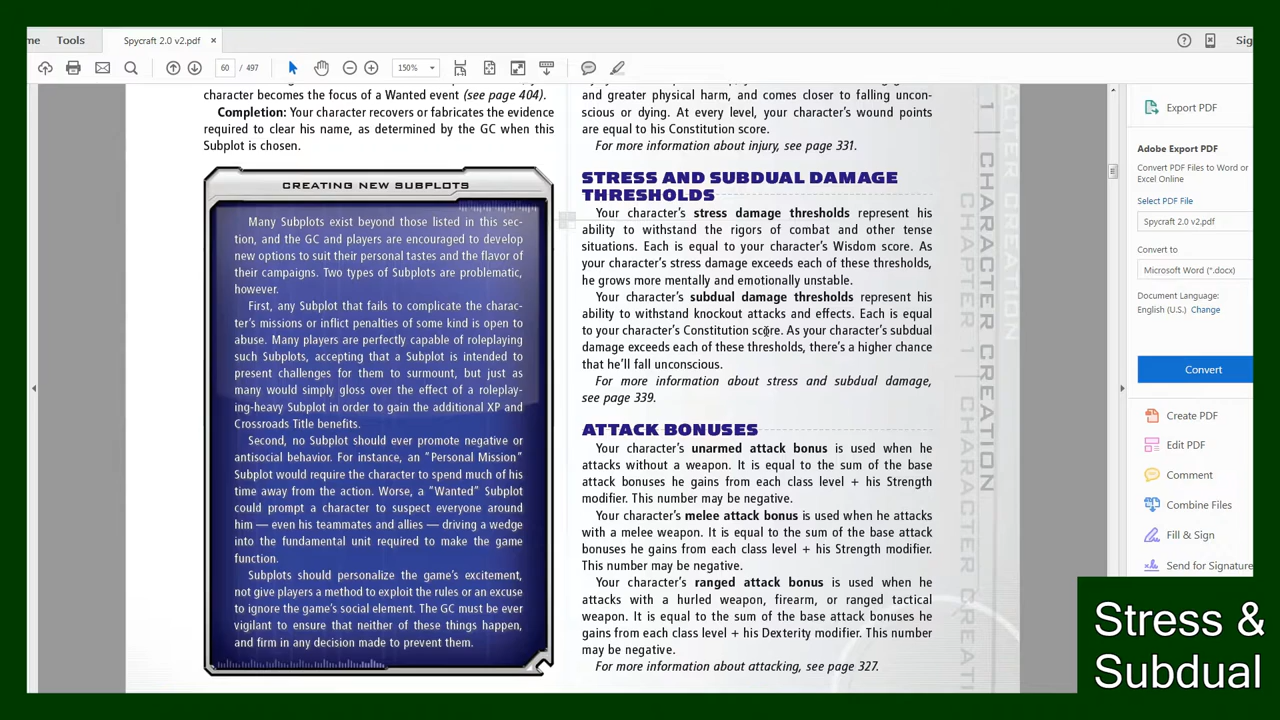 me
Tools
Spycraft 2.0 v2.pdf
×
Sig
60 / 497
150%
character becomes the focus of a Wanted event (see page 404).
Completion: Your character recovers or fabricates the evidence
required to clear his name, as determined by the GC when this
Subplot is chosen.
CREATING NEW SUBPLOTS
Many Subplots exist beyond those listed in this sec-
tion, and the GC and players are encouraged to develop
new options to suit their personal tastes and the flavor of
their campaigns. Two types of Subplots are problematic,
however.
First, any Subplot that fails to complicate the charac-
ter's missions or inflict penalties of some kind is open to
abuse. Many players are perfectly capable of roleplaying
such Subplots, accepting that a Subplot is intended to
present challenges for them to surmount, but just as
many would simply gloss over the effect of a roleplay-
ing-heavy Subplot in order to gain the additional XP and
Crossroads Title benefits.
Second, no Subplot should ever promote negative or
antisocial behavior. For instance, an "Personal Mission"
Subplot would require the character to spend much of his
time away from the action. Worse, a "Wanted" Subplot
could prompt a character to suspect everyone around
him — even his teammates and allies — driving a wedge
into the fundamental unit required to make the game
function.
Subplots should personalize the game's excitement,
not give players a method to exploit the rules or an excuse
to ignore the game's social element. The GC must be ever
vigilant to ensure that neither of these things happen,
and firm in any decision made to prevent them.
and greater physical harm, and comes closer to falling uncon-
scious or dying. At every level, your character's wound points
are equal to his Constitution score.
For more information about injury, see page 331.
STRESS AND SUBDUAL DAMAGE
THRESHOLDS
Your character's stress damage thresholds represent his
ability to withstand the rigors of combat and other tense
situations. Each is equal to your character's Wisdom score. As
your character's stress damage exceeds each of these thresholds,
he grows more mentally and emotionally unstable.
Your character's subdual damage thresholds represent his
ability to withstand knockout attacks and effects. Each is equal
to your character's Constitution score. As your character's subdual
damage exceeds each of these thresholds, there's a higher chance
that he'll fall unconscious.
For more information about stress and subdual damage,
see page 339.
ATTACK BONUSES
Your character's unarmed attack bonus is used when he
attacks without a weapon. It is equal to the sum of the base
attack bonuses he gains from each class level + his Strength
modifier. This number may be negative.
Your character's melee attack bonus is used when he attacks
with a melee weapon. It is equal to the sum of the base attack
bonuses he gains from each class level + his Strength modifier.
This number may be negative.
Your character's ranged attack bonus is used when he
attacks with a hurled weapon, firearm, or ranged tactical
weapon. It is equal to the sum of the base attack bonuses he
gains from each class level + his Dexterity modifier. This number
may be negative.
For more information about attacking, see page 327.
1
CHARACTER CREATION
CHAPTER 1
CHARACTER CREATION
Export PDF
Adobe Export PDF
Convert PDF Files to Word or
Excel Online
Select PDF File
Spycraft 2.0 v2.pdf
Convert to
Microsoft Word (*.docx)
Document Language:
English (U.S.) Change
Convert
Create PDF
Edit PDF
Comment
Combine Files
Fill & Sign
Send for Signature
Stress &
Subdual